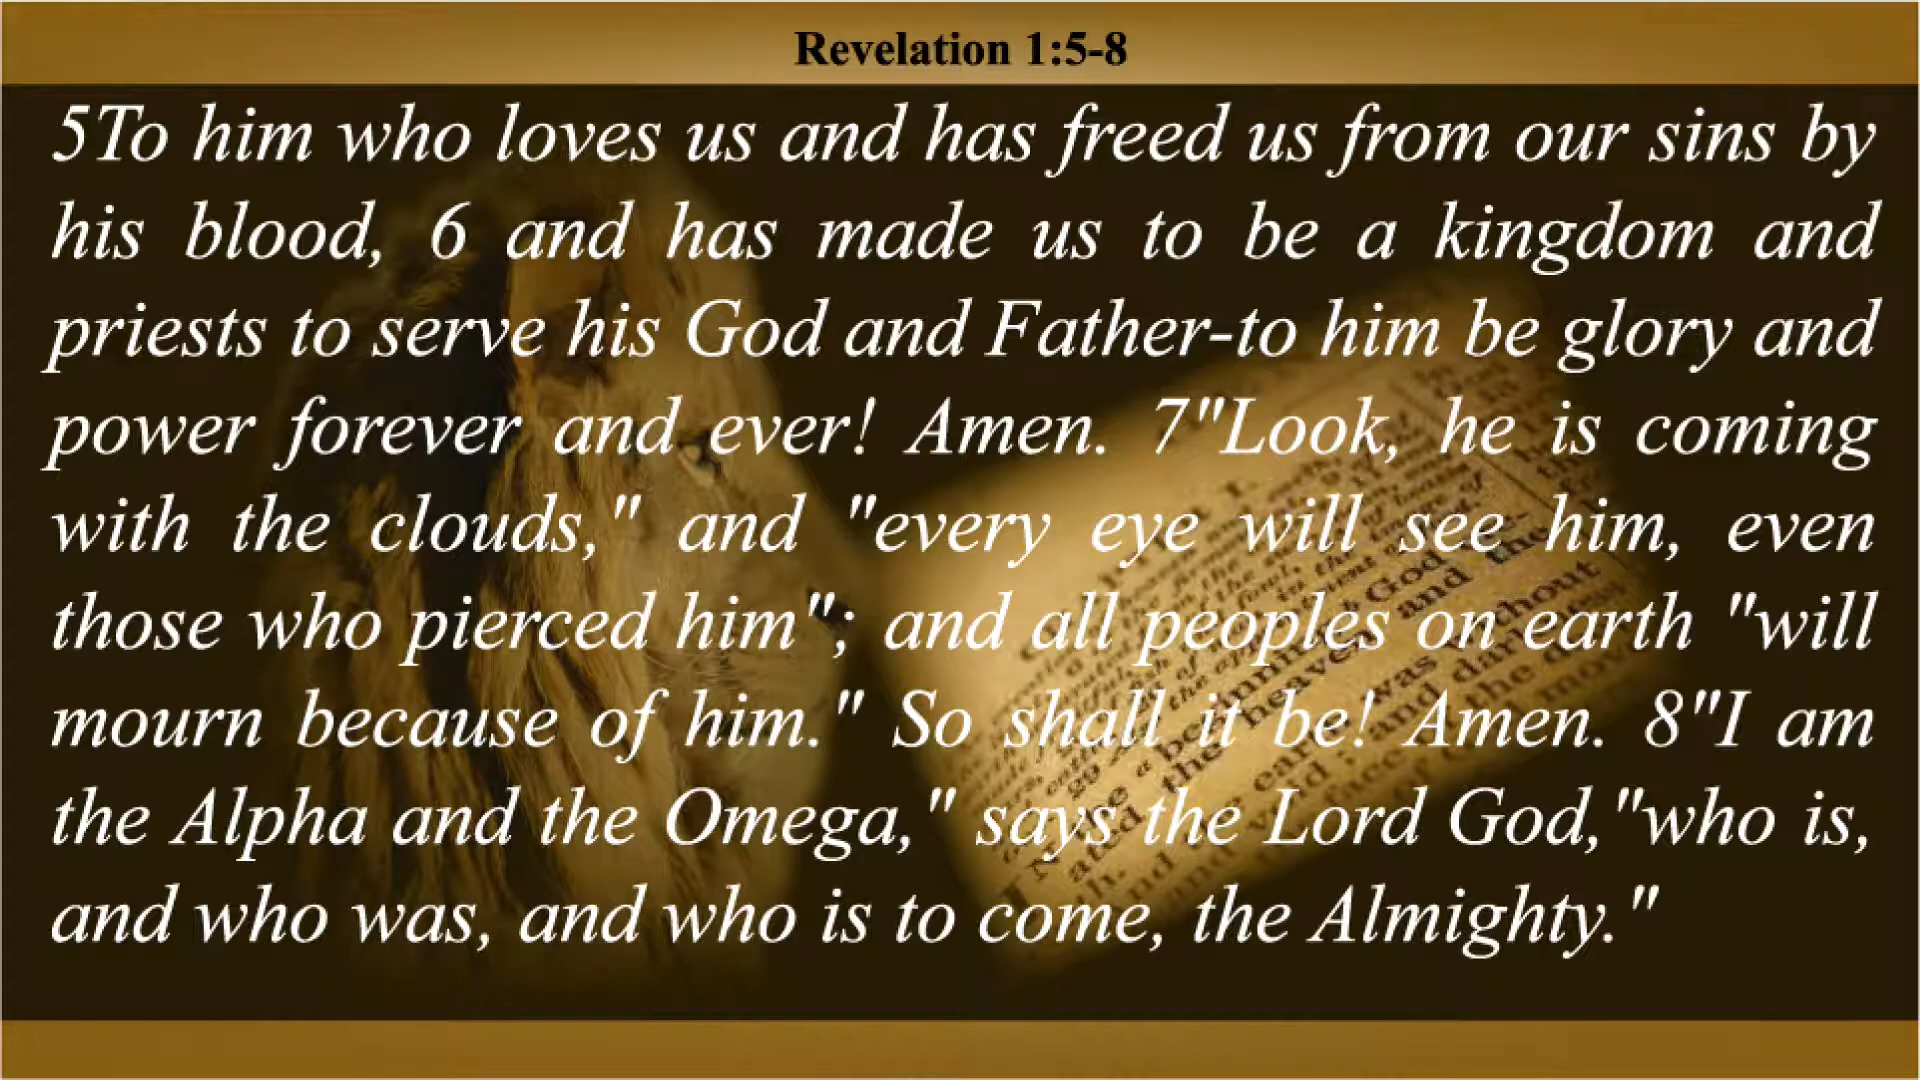 Revelation 1:5-8
5To him who loves us and has freed us from our sins by
his blood, 6 and has made us to be a kingdom and
priests to serve his God and Father-to him be glory and
power forever and ever! Amen. 7"Look, he is coming
with the clouds," and "every eye will see him, even
those who pierced him"; and all peoples on earth "will
mourn because of him." So shall it be! Amen. 8"I am
the Alpha and the Omega," says the Lord God,"who is,
and who was, and who is to come, the Almighty."